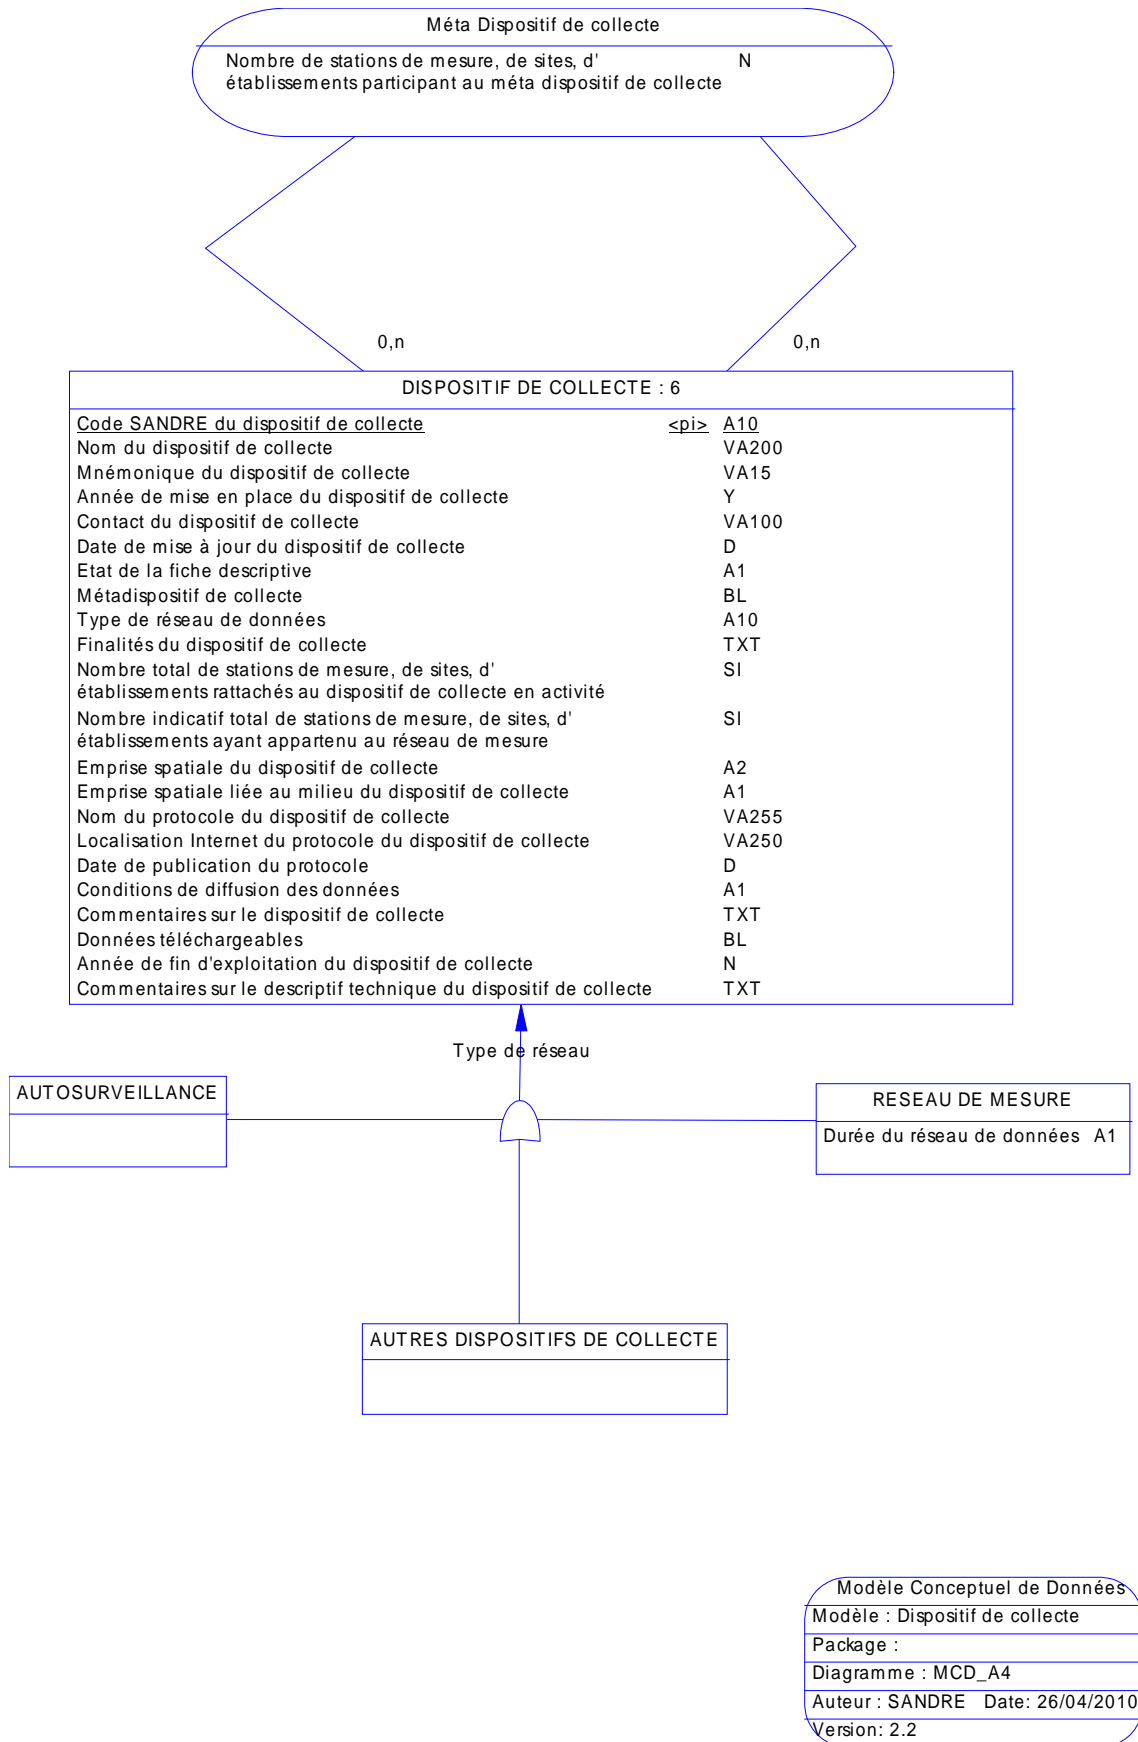 Méta Dispositif de collecte
Nombre de stations de mesure, de sites, d' N
établissements participant au méta dispositif de collecte
0,n 0,n
DISPOSITIF DE COLLECTE : 6
Code SANDRE du dispositif de collecte <pi> A10
Nom du dispositif de collecte VA200
Mnémonique du dispositif de collecte VA15
Année de mise en place du dispositif de collecte Y
Contact du dispositif de collecte VA100
Date de mise à jour du dispositif de collecte D
Etat de la fiche descriptive A1
Métadispositif de collecte BL
Type de réseau de données A10
Finalités du dispositif de collecte TXT
Nombre total de stations de mesure, de sites, d' SI
établissements rattachés au dispositif de collecte en activité
Nombre indicatif total de stations de mesure, de sites, d' SI
établissements ayant appartenu au réseau de mesure
Emprise spatiale du dispositif de collecte A2
Emprise spatiale liée au milieu du dispositif de collecte A1
Nom du protocole du dispositif de collecte VA255
Localisation Internet du protocole du dispositif de collecte VA250
Date de publication du protocole D
Conditions de diffusion des données A1
Commentaires sur le dispositif de collecte TXT
Données téléchargeables BL
Année de fin d'exploitation du dispositif de collecte N
Commentaires sur le descriptif technique du dispositif de collecte TXT
Type de réseau
AUTOSURVEILLANCE
RESEAU DE MESURE
Durée du réseau de données A1
AUTRES DISPOSITIFS DE COLLECTE
Modèle Conceptuel de Données
Modèle : Dispositif de collecte
Package :
Diagramme : MCD_A4
Auteur : SANDRE Date: 26/04/2010
Version: 2.2